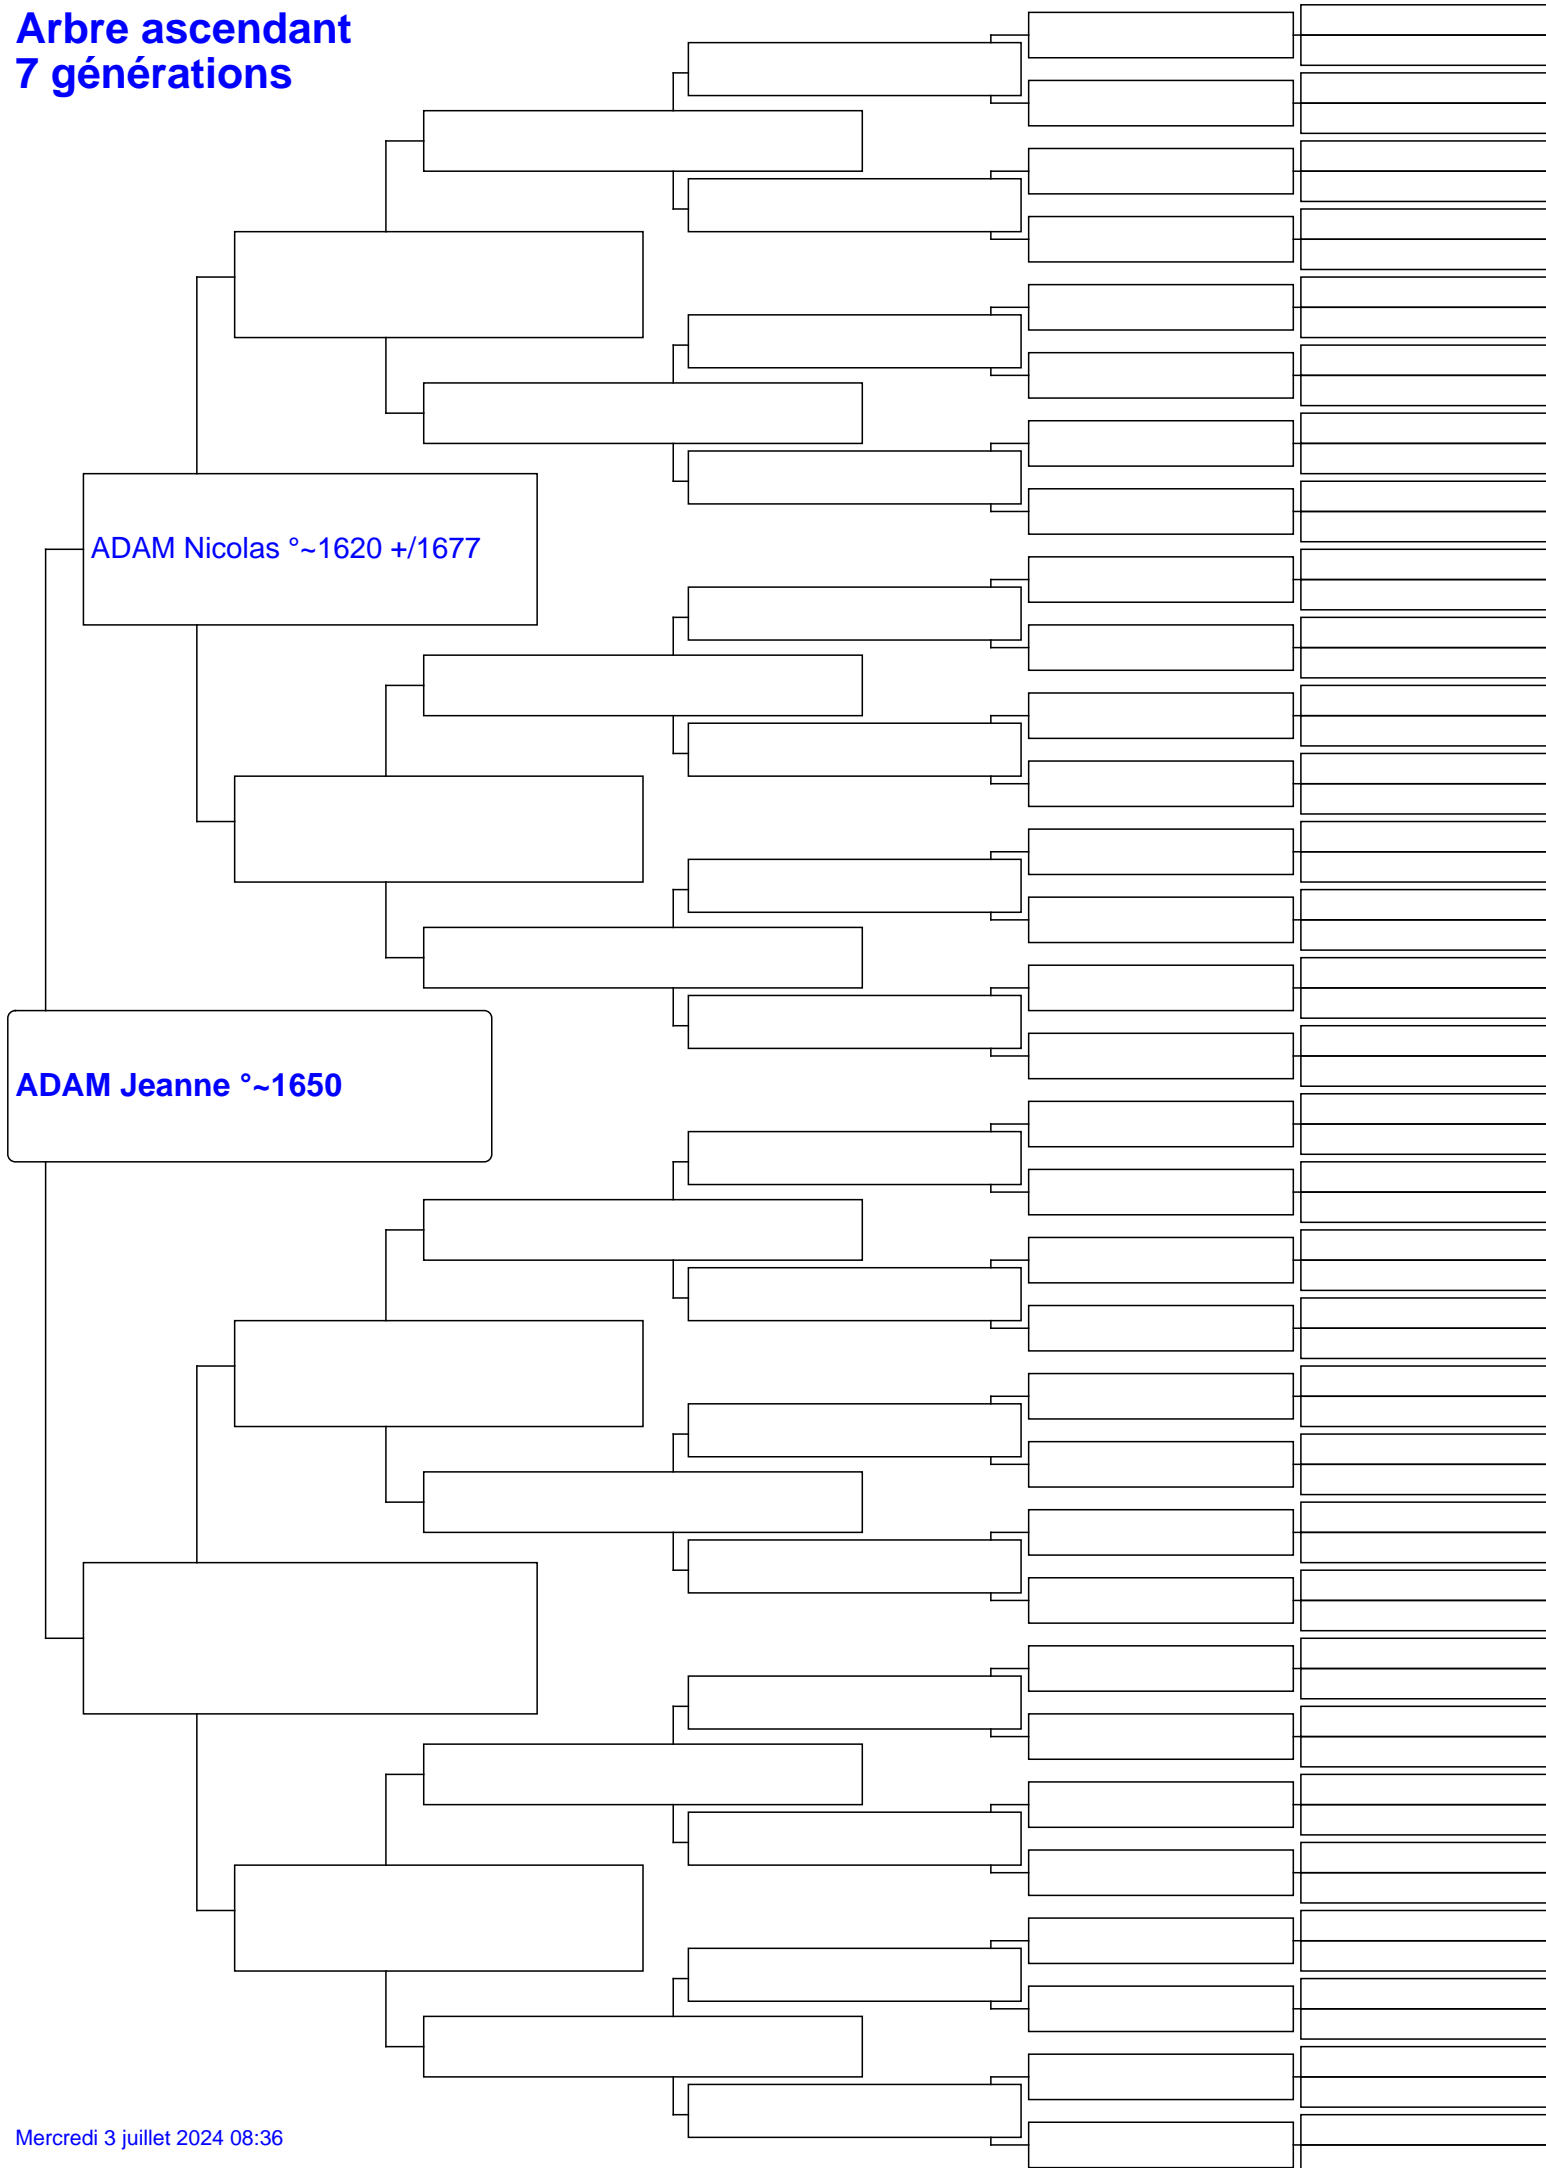 Arbre ascendant
7 générations
ADAM Nicolas °~1620 +/1677
ADAM Jeanne °~1650
Mercredi 3 juillet 2024 08:36